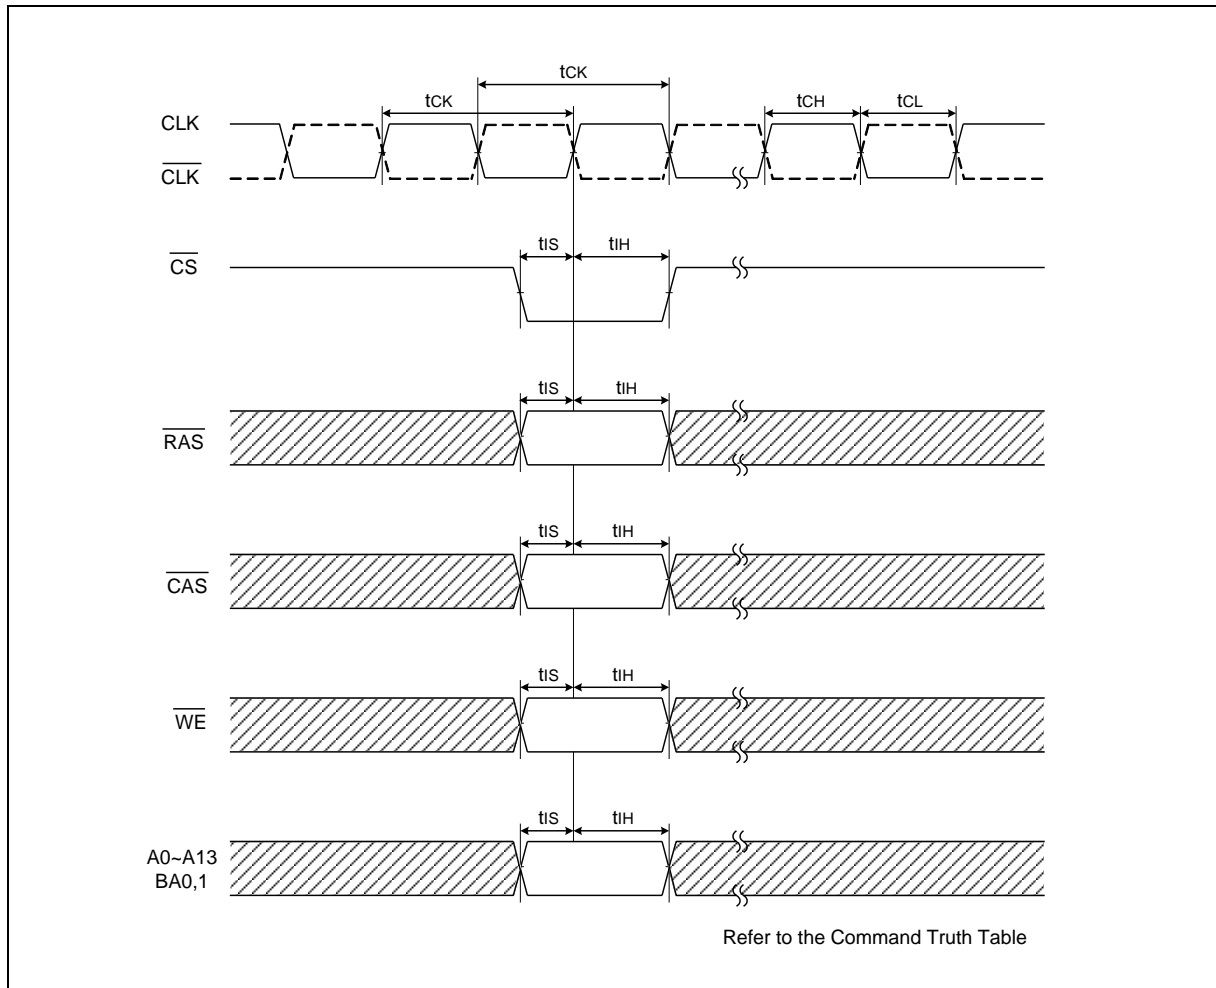 tCK
tCK tCH tCL
CLK
CLK
tIS tIH
CS
tIS tIH
RAS
tIS tIH
CAS
tIS tIH
WE
tIS tIH
A0~A13
BA0,1
Refer to the Command Truth Table